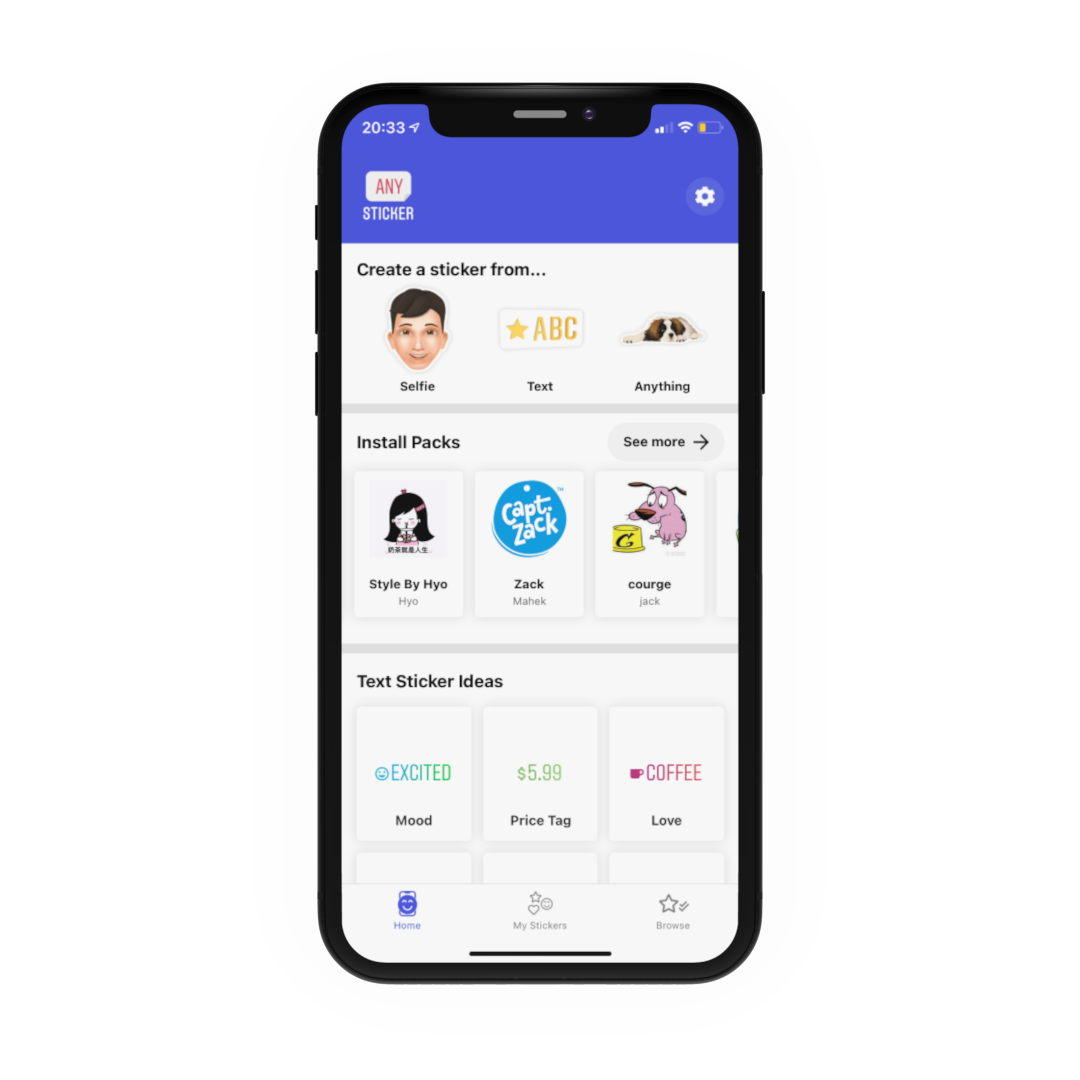 20:33
ANY
STICKER
Create a sticker from...
ABC
Selfie
Text
Anything
Install Packs
See more
奶茶就是人生..
Capt.
Zack
TM
G
Style By Hyo
Zack
courge
Hyo
Mahek
jack
Text Sticker Ideas
EXCITED
$5.99
COFFEE
Mood
Price Tag
Love
Home
My Stickers
Browse